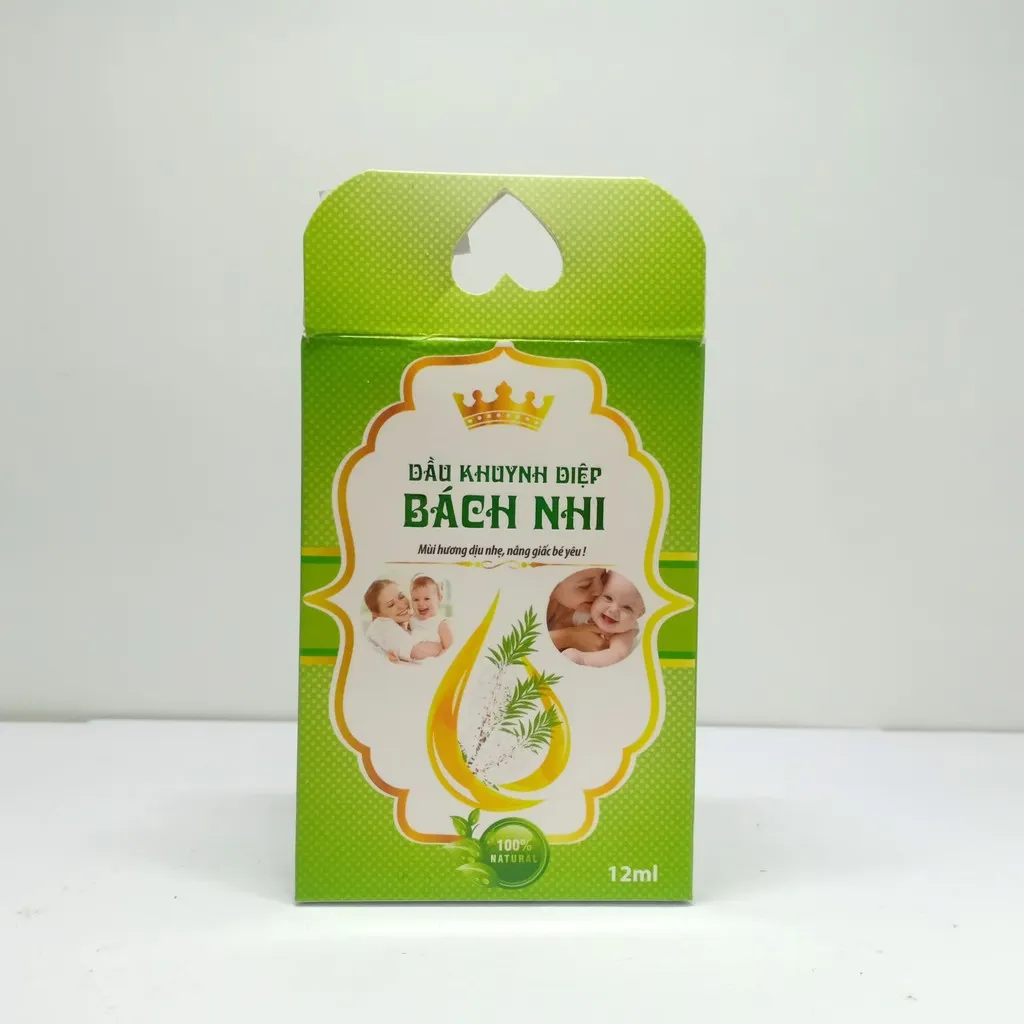 DẦU KHUYNH DIỆP
BÁCH NHI
Mùi hương dịu nhẹ, nâng giấc bé yêu !
100%
NATURAL
12ml